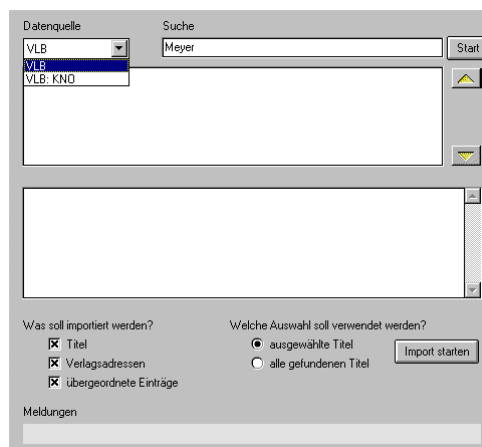 Datenquelle Suche
VLB Meyer Start
VLB
VLB: KNO
Was soll importiert werden? Welche Auswahl soll verwendet werden?
Titel ausgewählte Titel
Verlagsadressen alle gefundenen Titel Import starten
übergeordnete Einträge
Meldungen